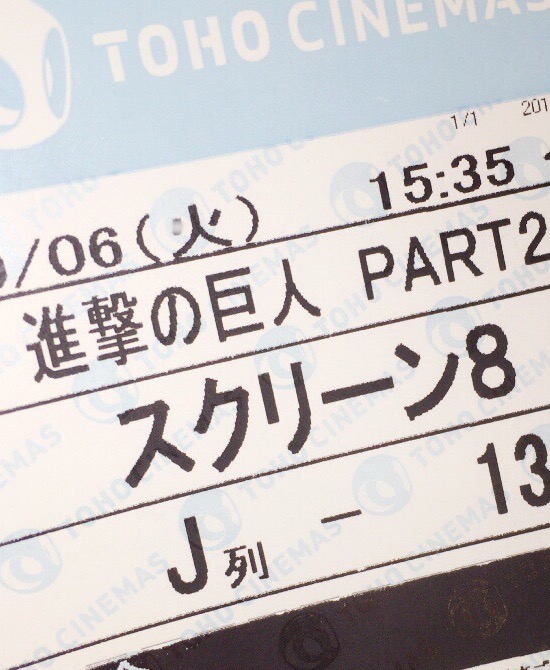 TOHO CINEMAS
1/1 201
/06(火) 15:35
進撃の巨人 PART2
スクリーン8
J列 - 13